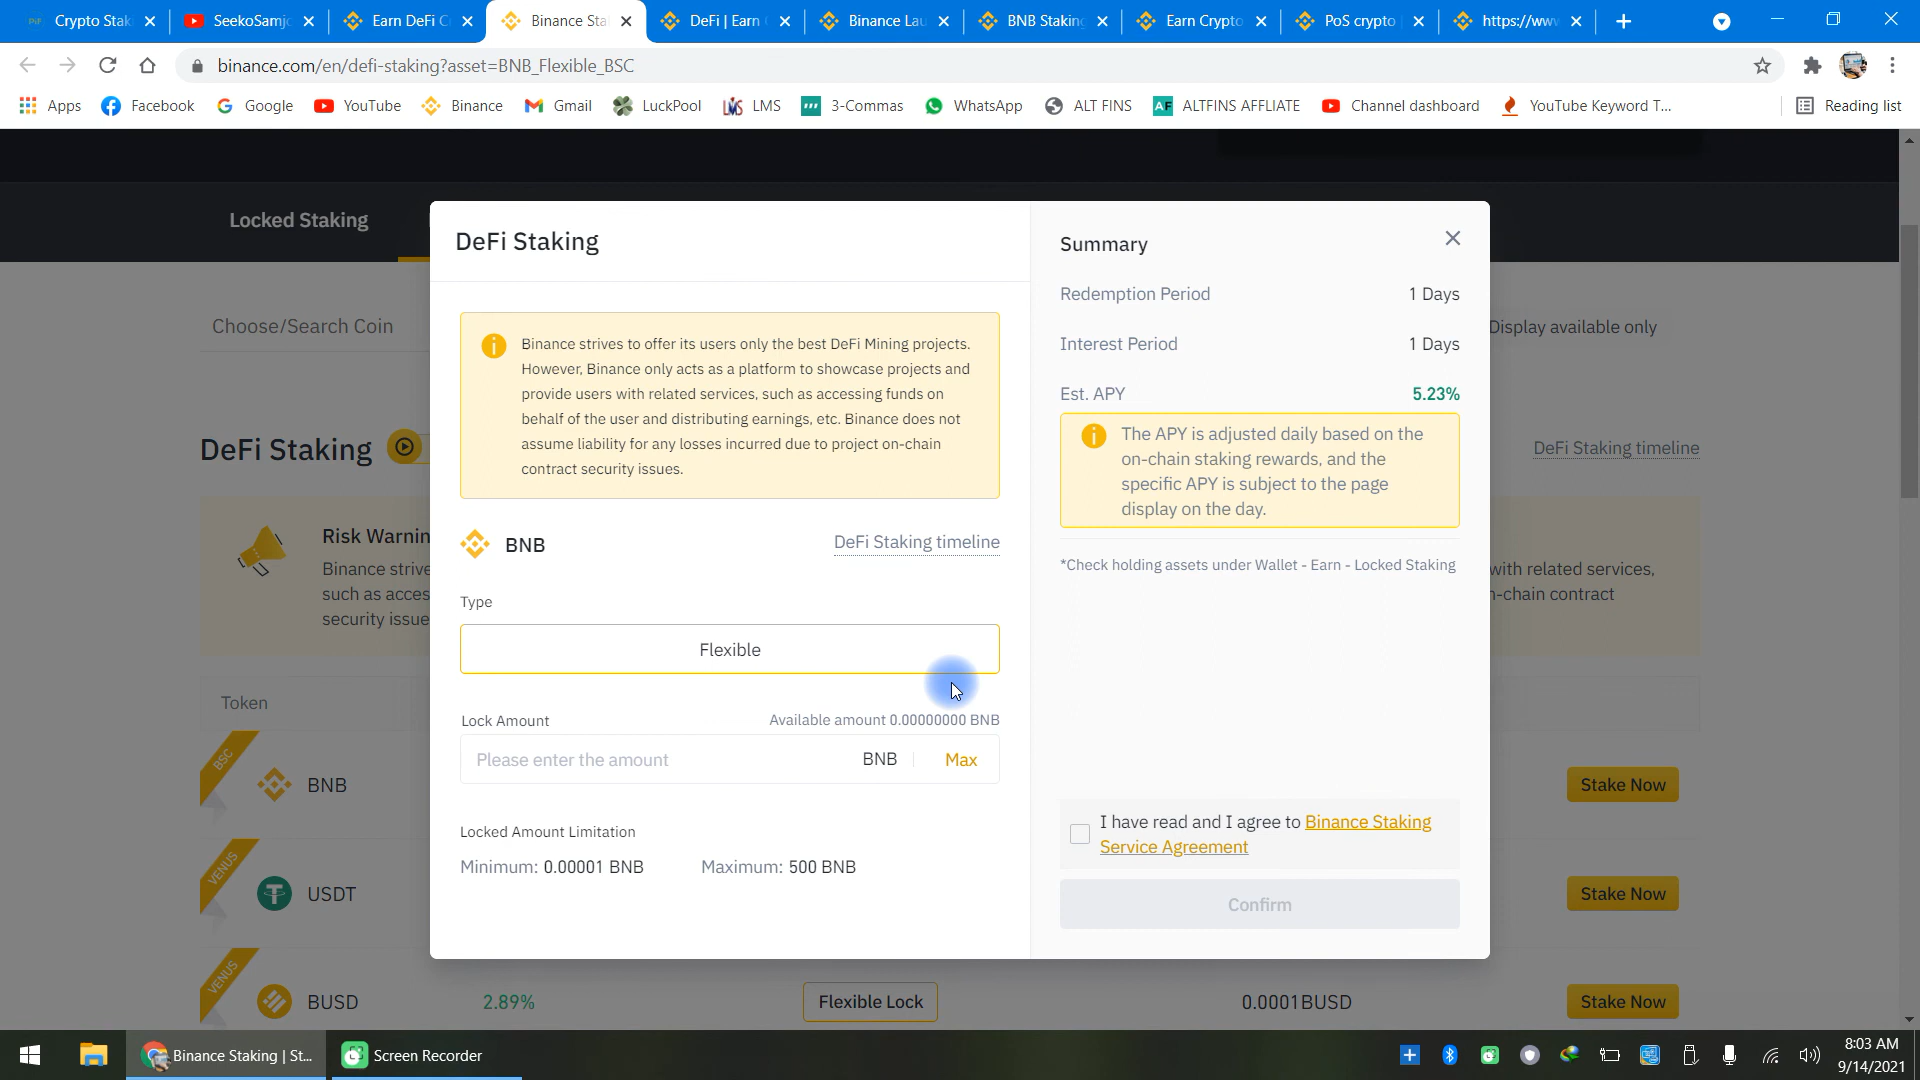 Crypto Sta
SeekoSamj
Earn DeFi C
Binance Sta
DeFi | Earn
Binance Lau
BNB Staking
Earn Crypto
PoS crypto
https://ww
binance.com/en/defi-staking?asset=BNB_Flexible_BSC
Apps
Facebook
Google
YouTube
Binance
Gmail
LuckPool
LMS
3-Commas
WhatsApp
ALT FINS
AF ALTFINS AFFLIATE
Channel dashboard
YouTube Keyword T...
Reading list
Locked Staking
Choose/Search Coin
Display available only
DeFi Staking
DeFi Staking timeline
Risk Warnin
Binance strive
such as acces
security issue
with related services,
n-chain contract
Token
BSC
BNB
Stake Now
VENUS
USDT
Stake Now
VENUS
BUSD
2.89%
Flexible Lock
0.0001BUSD
Stake Now
DeFi Staking
Binance strives to offer its users only the best DeFi Mining projects.
However, Binance only acts as a platform to showcase projects and
provide users with related services, such as accessing funds on
behalf of the user and distributing earnings, etc. Binance does not
assume liability for any losses incurred due to project on-chain
contract security issues.
BNB
DeFi Staking timeline
Type
Flexible
Lock Amount
Available amount 0.00000000 BNB
Please enter the amount
BNB
Max
Locked Amount Limitation
Minimum: 0.00001 BNB
Maximum: 500 BNB
Summary
Redemption Period
1 Days
Interest Period
1 Days
Est. APY
5.23%
The APY is adjusted daily based on the
on-chain staking rewards, and the
specific APY is subject to the page
display on the day.
*Check holding assets under Wallet - Earn - Locked Staking
I have read and I agree to Binance Staking
Service Agreement
Confirm
Binance Staking | St...
Screen Recorder
8:03 AM
9/14/2021